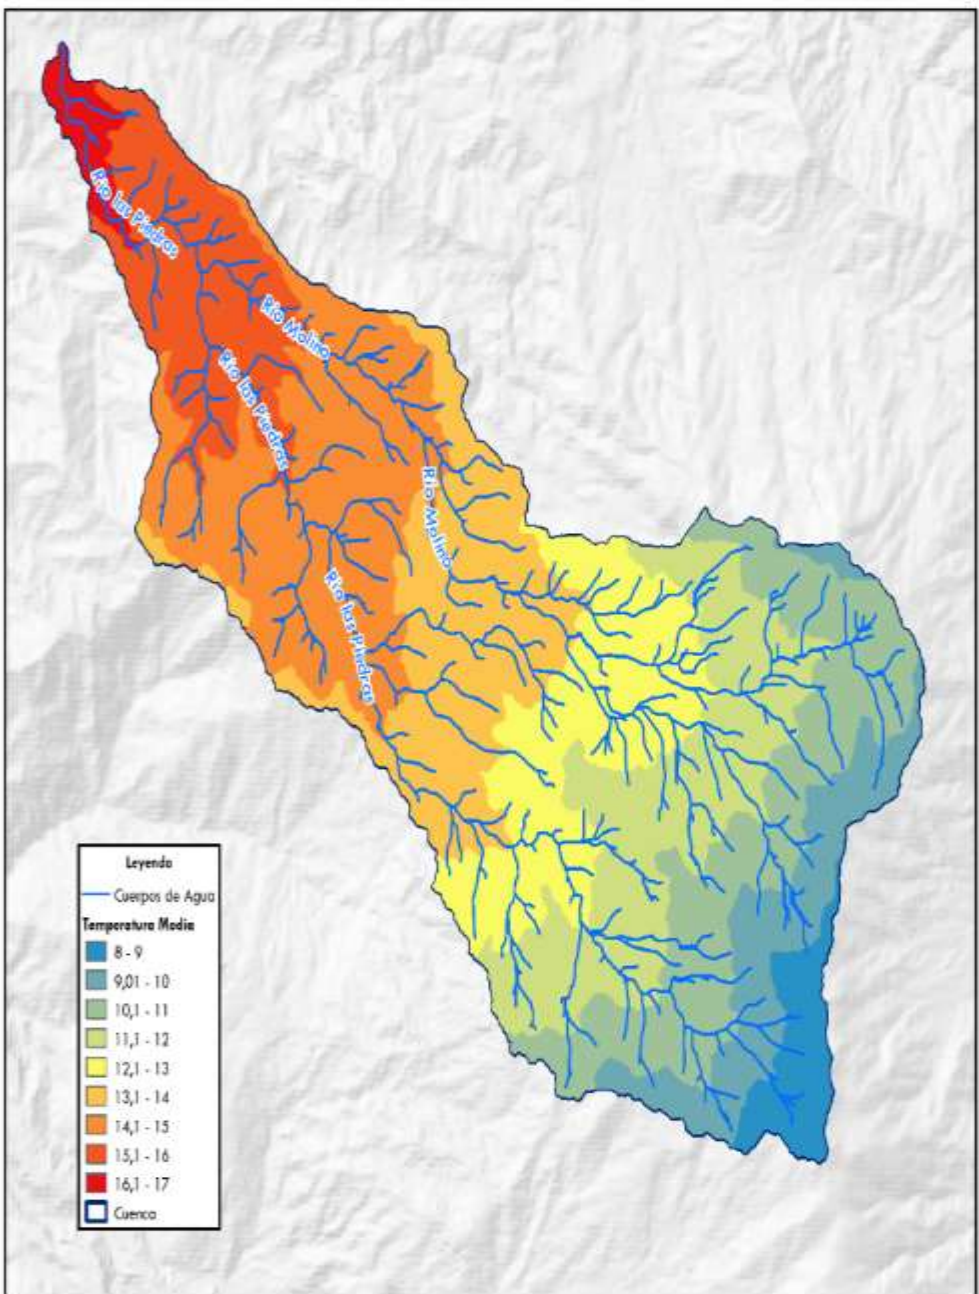 Río las Piedras
Río Molino
Río las Piedras
Río Molino
Río las Piedras
Leyenda
Cuerpos de Agua
Temperatura Media
8 - 9
9,01 - 10
10,1 - 11
11,1 - 12
12,1 - 13
13,1 - 14
14,1 - 15
15,1 - 16
16,1 - 17
Cuenca